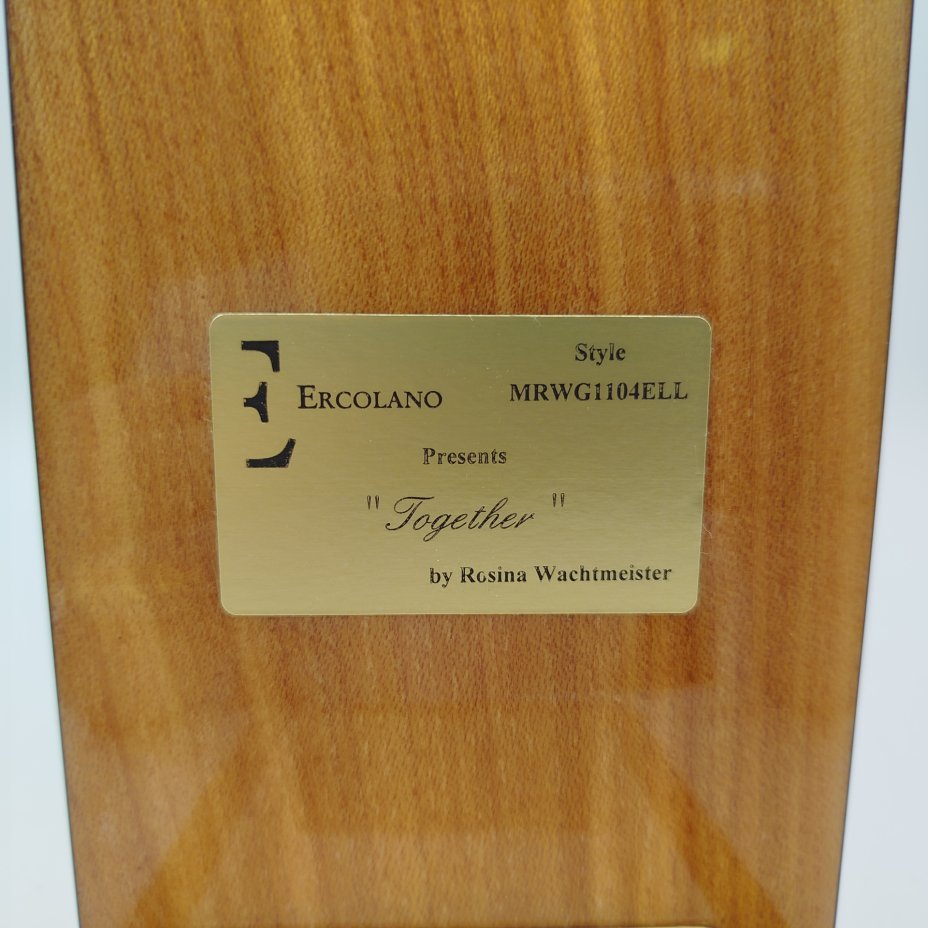 E ERCOLANO
Style
MRWG1104ELL
Presents
"Together"
by Rosina Wachtmeister